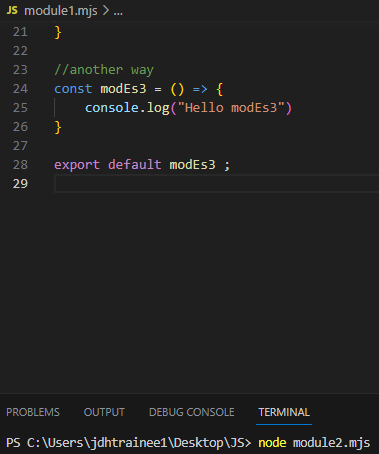 JS module1.mjs > ...
21 }
22
23 //another way
24 const modEs3 = () => {
25 console.log("Hello modEs3")
26 }
27
28 export default modEs3 ;
29
PROBLEMS OUTPUT DEBUG CONSOLE TERMINAL
PS C:\Users\jdhtrainee1\Desktop\JS> node module2.mjs